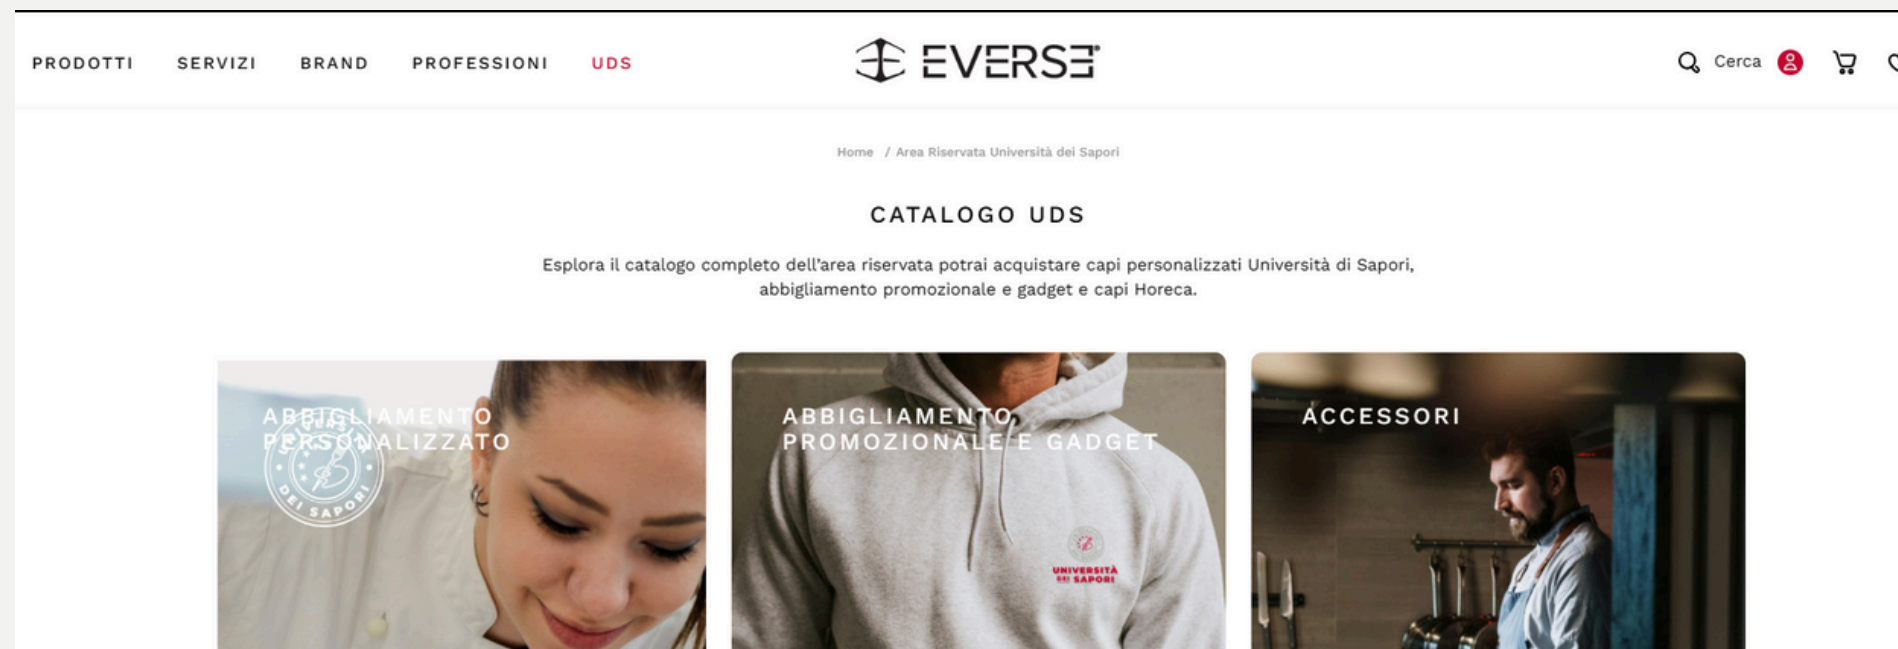 PRODOTTI SERVIZI BRAND PROFESSIONI UDS EVERSE Cerca
Home / Area Riservata Università dei Sapori
CATALOGO UDS
Esplora il catalogo completo dell'area riservata potrai acquistare capi personalizzati Università di Sapori,
abbigliamento promozionale e gadget e capi Horeca.
ABBIGLIAMENTO
PERSONALIZZATO
DEI SAPORI
ABBIGLIAMENTO
PROMOZIONALE E GADGET
UNIVERSITÀ
DEI SAPORI
ACCESSORI